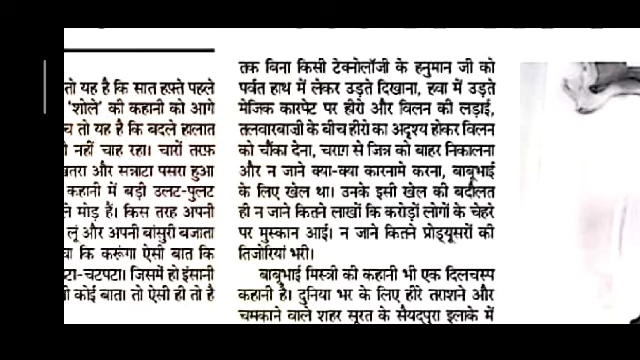 तो यह है कि सात हफ़्ते पहले
'शोले' की कहानी को आगे
च तो यह है कि बदले हालात
नहीं चाह रहा। चारों तरफ़
खतरा और सन्नाटा पसरा हुआ
कहानी में बड़ी उलट-पुलट
ने मोड़ हैं। किस तरह अपनी
लूं और अपनी बांसुरी बजाता
कि करूंगा ऐसी बात कि
टा-चटपटा। जिसमें हो इंसानी
कोई बात। तो ऐसी ही तो है
तक बिना किसी टेक्नोलॉजी के हनुमान जी को
पर्वत हाथ में लेकर उड़ते दिखाना, हवा में उड़ते
मेजिक कारपेट पर हीरो और विलन की लड़ाई,
तलवारबाजी के बीच हीरो का अदृश्य होकर विलन
को चौंका देना, चराग़ से जिन्न को बाहर निकालना
और न जाने क्या-क्या कारनामे करना, बाबूभाई
के लिए खेल था। उनके इसी खेल की बदौलत
ही न जाने कितने लाखों कि करोड़ों लोगों के चेहरे
पर मुस्कान आई। न जाने कितने प्रोड्यूसरों की
तिजोरियां भरी।
बाबूभाई मिस्त्री की कहानी भी एक दिलचस्प
कहानी है। दुनिया भर के लिए हीरे तराशने और
चमकाने वाले शहर सूरत के सैयदपुरा इलाके में